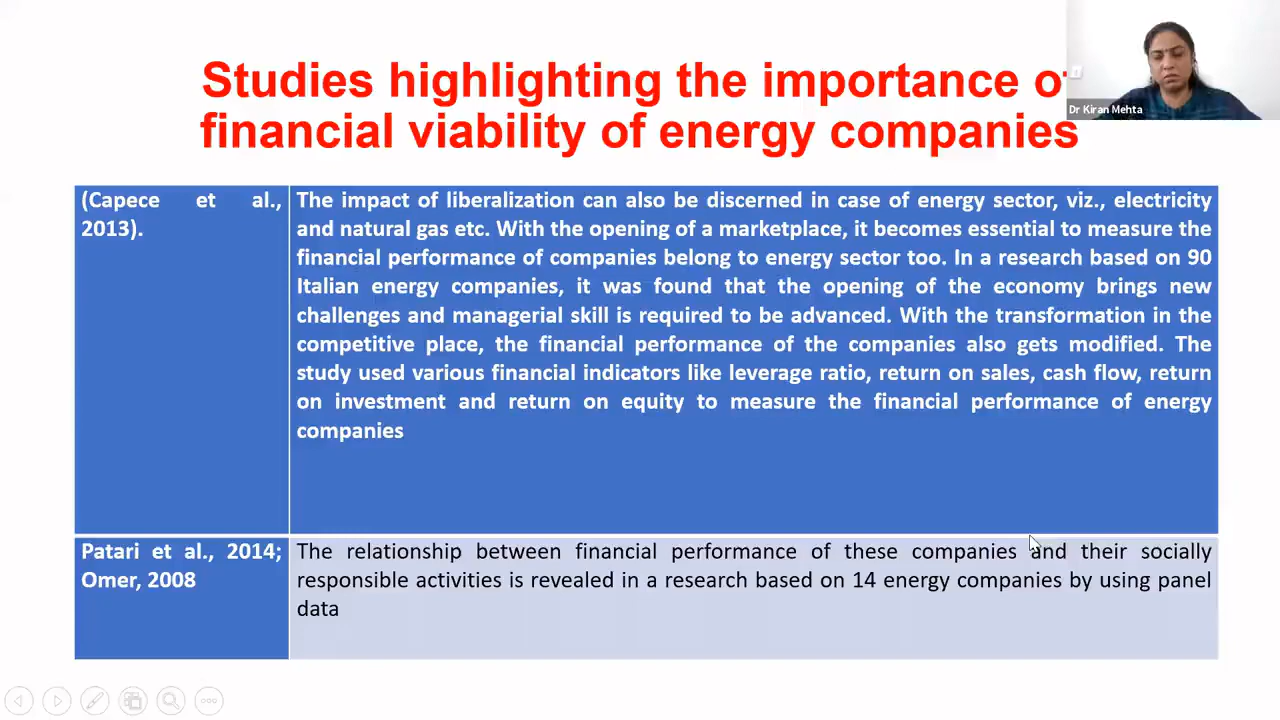 Studies highlighting the importance of
financial viability of energy companies
Dr Kiran Mehta
(Capece et al.,
2013).
The impact of liberalization can also be discerned in case of energy sector, viz., electricity
and natural gas etc. With the opening of a marketplace, it becomes essential to measure the
financial performance of companies belong to energy sector too. In a research based on 90
Italian energy companies, it was found that the opening of the economy brings new
challenges and managerial skill is required to be advanced. With the transformation in the
competitive place, the financial performance of the companies also gets modified. The
study used various financial indicators like leverage ratio, return on sales, cash flow, return
on investment and return on equity to measure the financial performance of energy
companies
Patari et al., 2014;
Omer, 2008
The relationship between financial performance of these companies and their socially
responsible activities is revealed in a research based on 14 energy companies by using panel
data